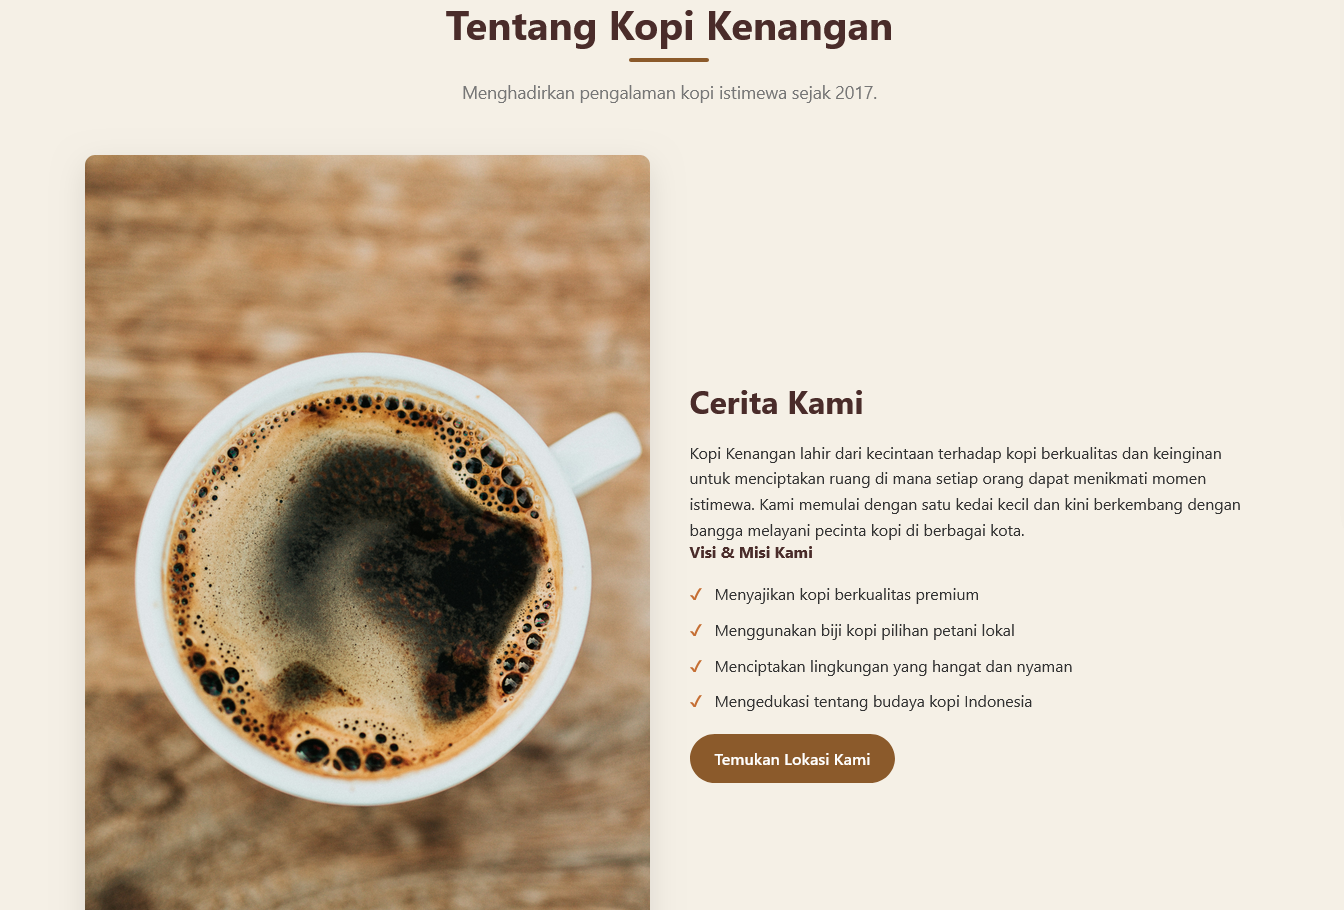 Tentang Kopi Kenangan
Menghadirkan pengalaman kopi istimewa sejak 2017.
Cerita Kami
Kopi Kenangan lahir dari kecintaan terhadap kopi berkualitas dan keinginan
untuk menciptakan ruang di mana setiap orang dapat menikmati momen
istimewa. Kami memulai dengan satu kedai kecil dan kini berkembang dengan
bangga melayani pecinta kopi di berbagai kota.
Visi & Misi Kami
✓ Menyajikan kopi berkualitas premium
✓ Menggunakan biji kopi pilihan petani lokal
✓ Menciptakan lingkungan yang hangat dan nyaman
✓ Mengedukasi tentang budaya kopi Indonesia
Temukan Lokasi Kami